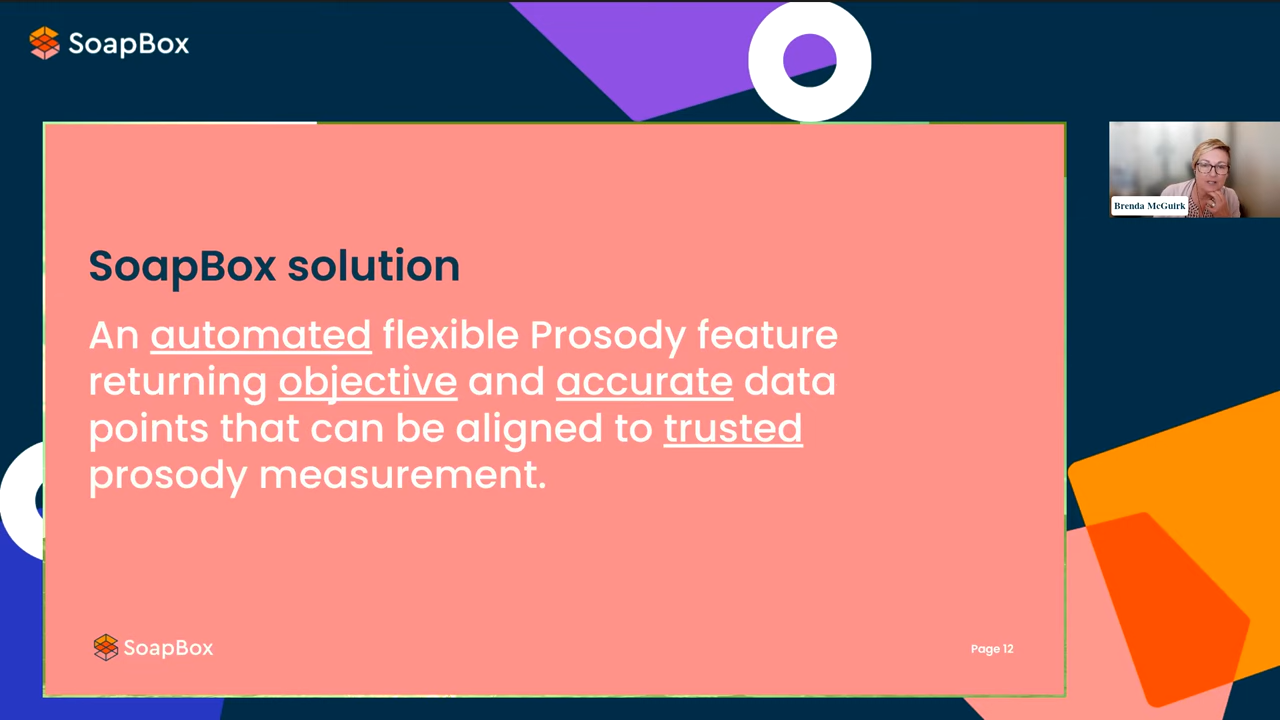 SoapBox
Brenda McGuirk
SoapBox solution
An automated flexible Prosody feature
returning objective and accurate data
points that can be aligned to trusted
prosody measurement.
SoapBox
Page 12